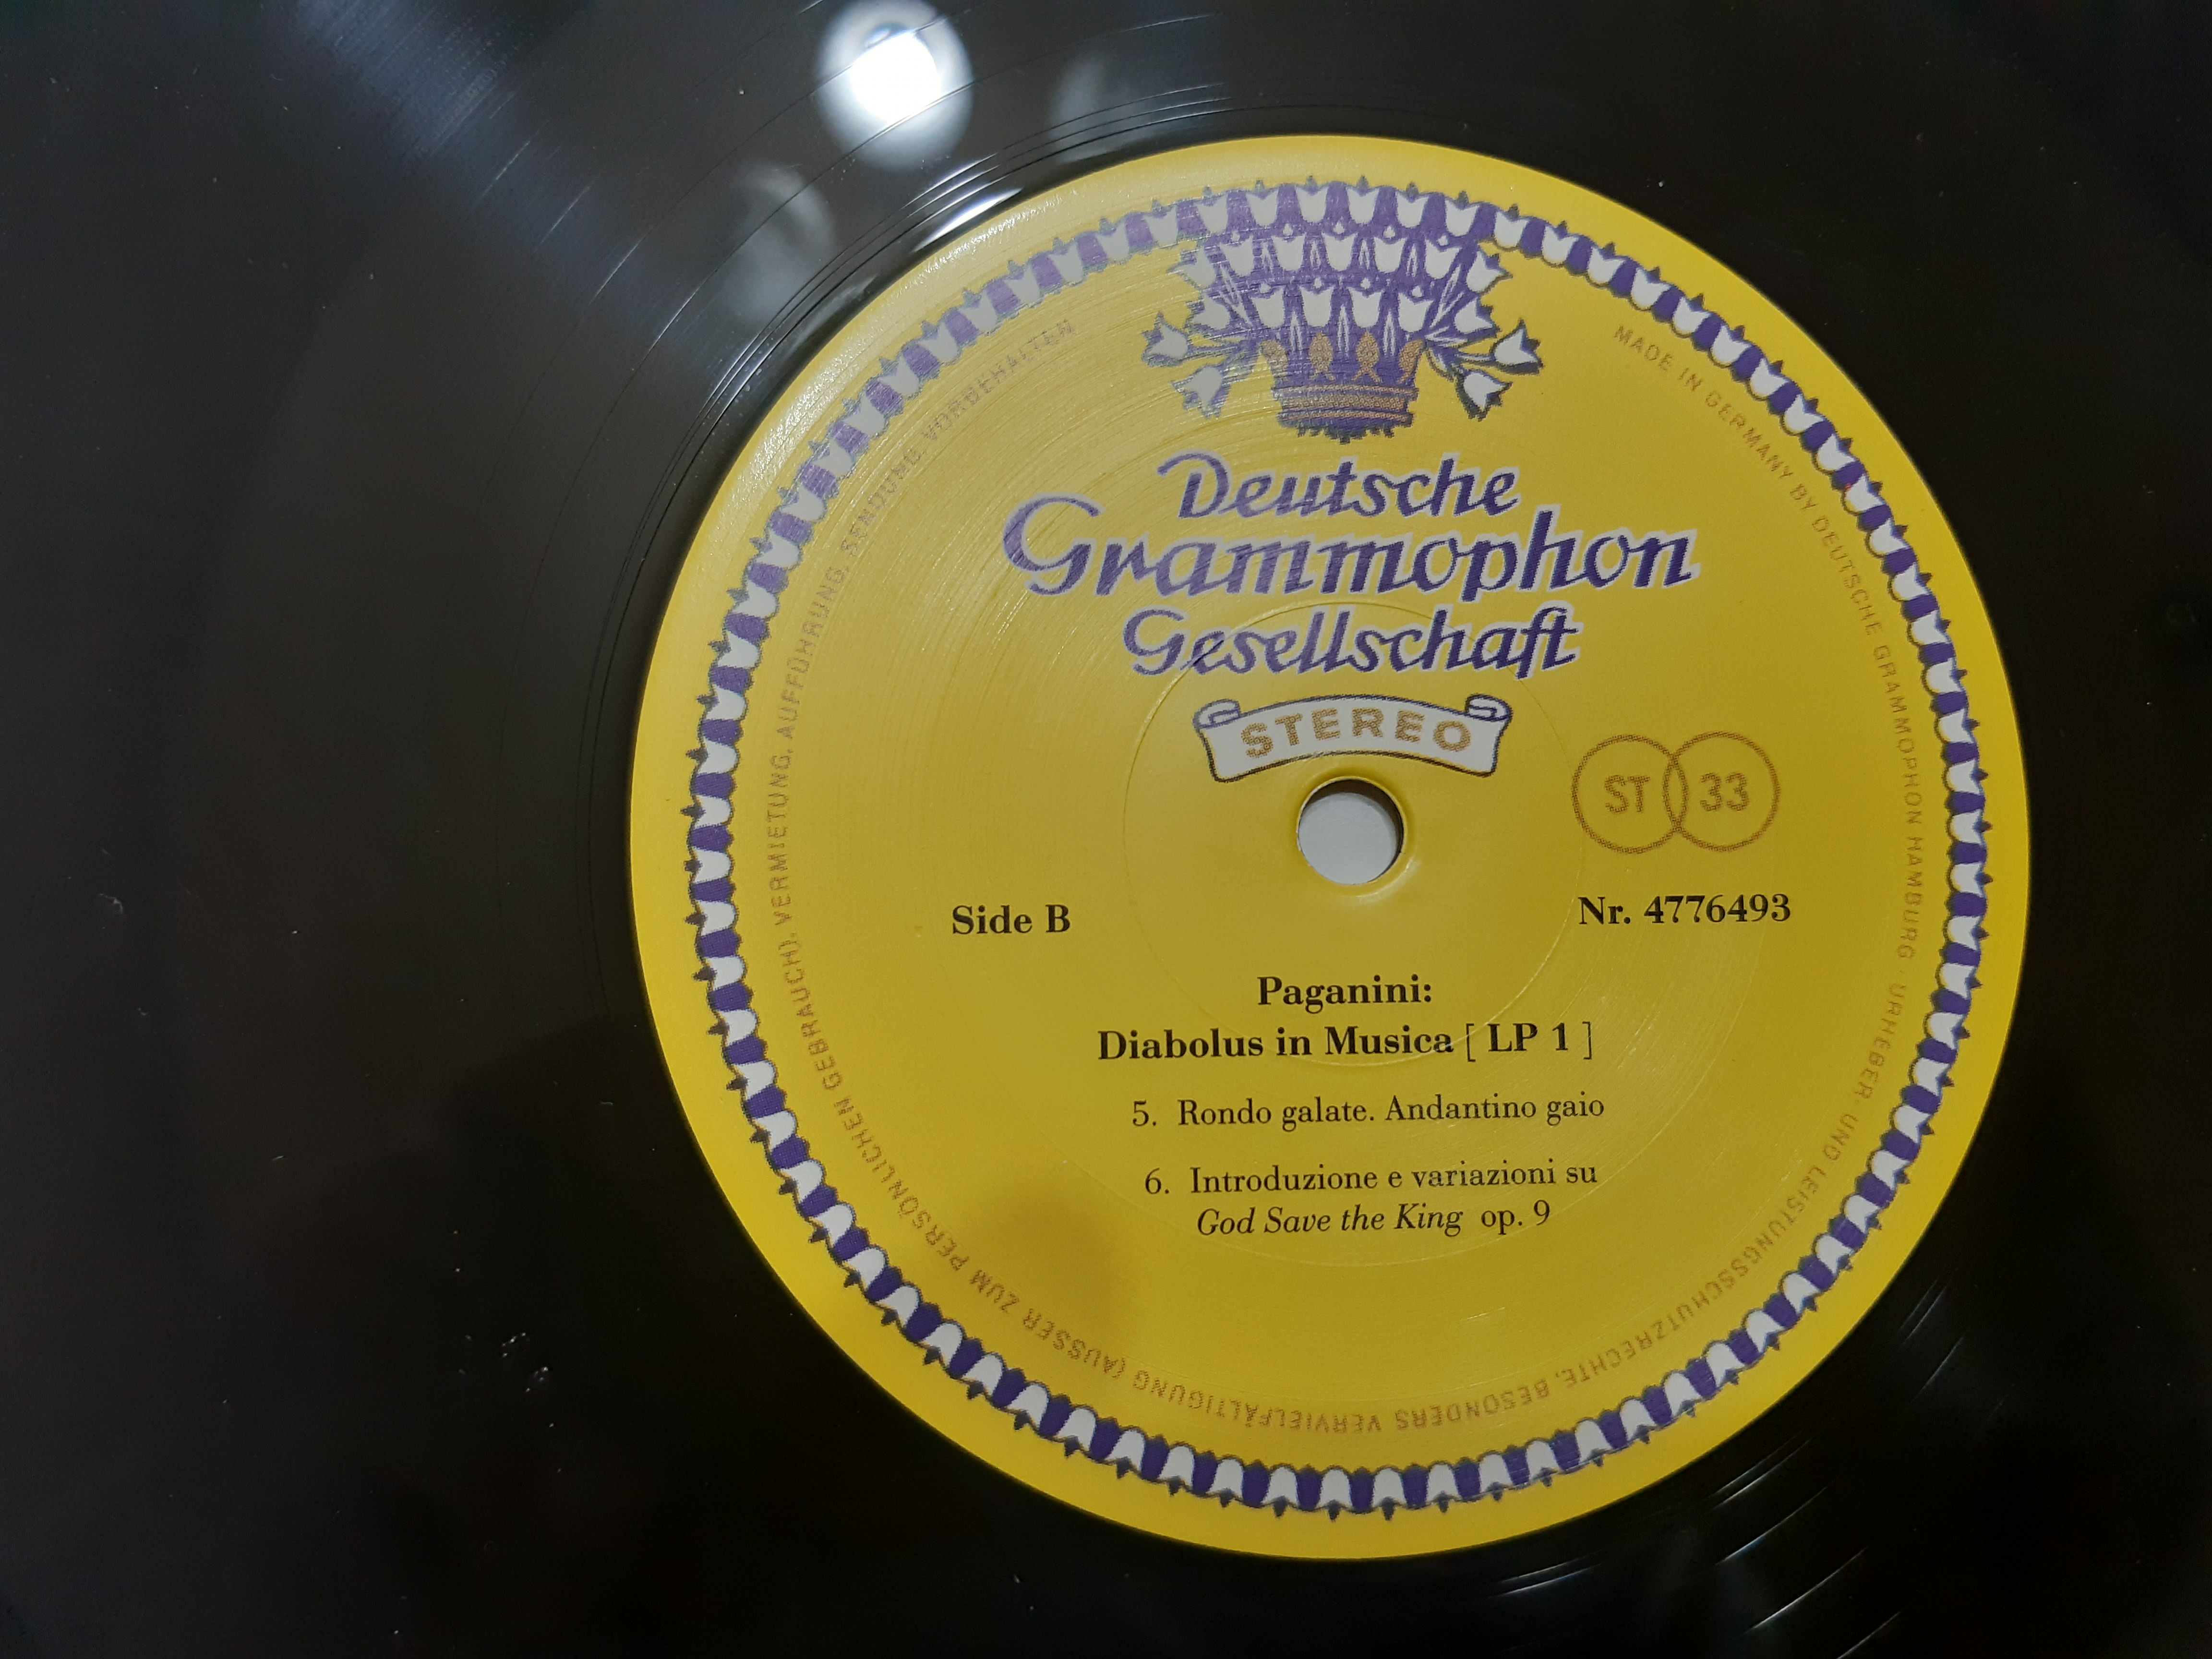 Deutsche
Grammophon
Gesellschaft
STEREO
ST 33
Side B
Nr. 4776493
Paganini:
Diabolus in Musica [ LP 1 ]
5. Rondo galate. Andantino gaio
6. Introduzione e variazioni su
God Save the King op. 9
MADE IN GERMANY BY DEUTSCHE GRAMMOPHON HAMBURG · URHEBER- UND LEISTUNGSSCHUTZRECHTE, BESONDERS VERVIELFÄLTIGUNG (AUSSER ZUM PERSÖNLICHEN GEBRAUCH), VERMIETUNG, AUFFÜHRUNG, SENDUNG, VORBEHALTEN